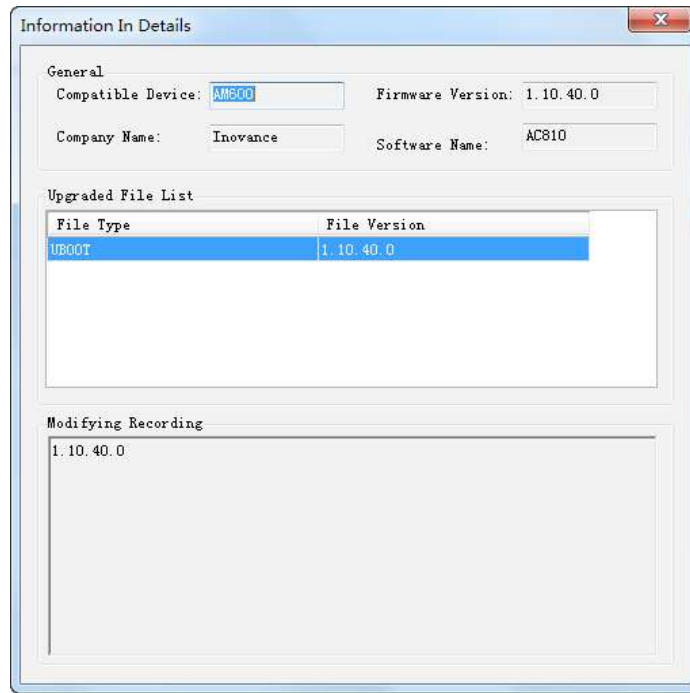 Information In Details
General
Compatible Device: AM600 Firmware Version: 1.10.40.0
Company Name: Inovance Software Name: AC810
Upgraded File List
File Type File Version
UBOOT 1.10.40.0
Modifying Recording
1.10.40.0